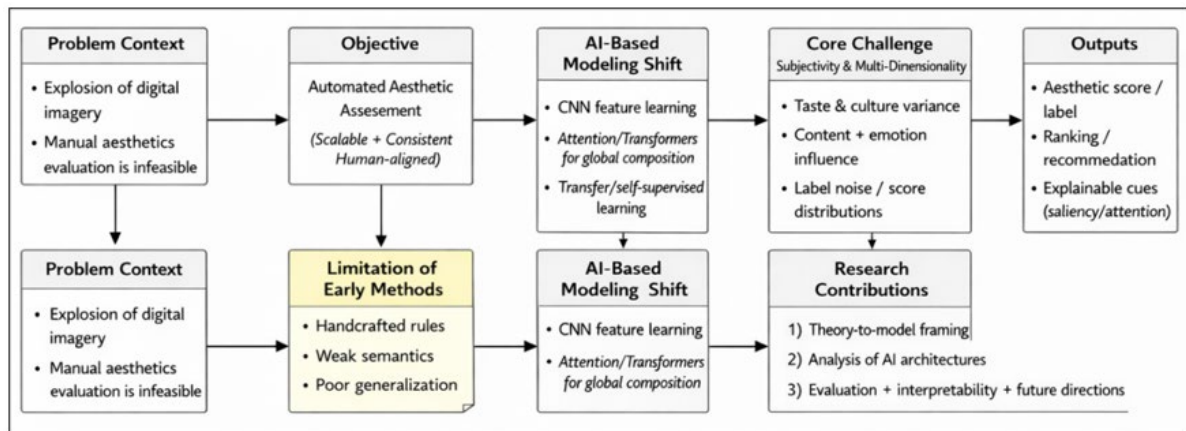 Problem Context
• Explosion of digital
imagery
• Manual aesthetics
evaluation is infeasible
Objective
Automated Aesthetic
Assesment
(Scalable + Consistent
Human-aligned)
AI-Based
Modeling Shift
• CNN feature learning
• Attention/Transformers
for global composition
• Transfer/self-supervised
learning
Core Challenge
Subjectivity & Multi-Dimensionality
• Taste & culture variance
• Content + emotion
influence
• Label noise / score
distributions
Outputs
• Aesthetic score /
label
• Ranking /
recommedation
• Explainable cues
(saliency/attention)
Problem Context
• Explosion of digital
imagery
• Manual aesthetics
evaluation is infeasible
Limitation of
Early Methods
• Handcrafted rules
• Weak semantics
• Poor generalization
AI-Based
Modeling Shift
• CNN feature learning
• Attention/Transformers
for global composition
Research
Contributions
1) Theory-to-model framing
2) Analysis of AI architectures
3) Evaluation + interpretability + future directions